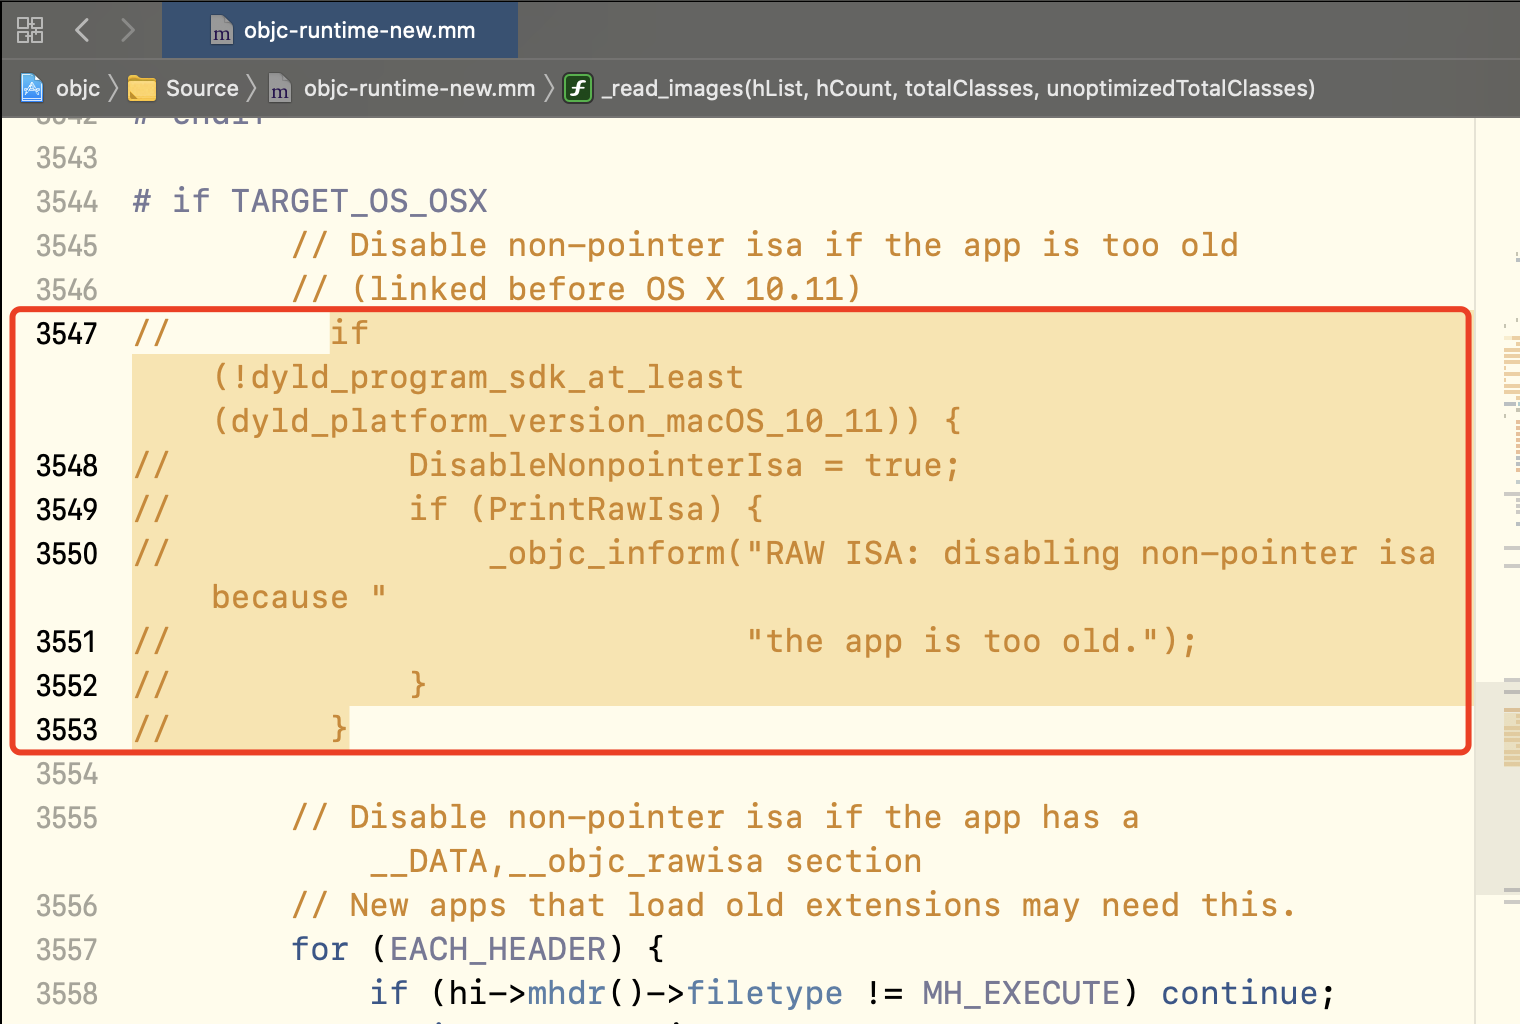 objc-runtime-new.mm
objc Source objc-runtime-new.mm _read_images(hList, hCount, totalClasses, unoptimizedTotalClasses)
3543
3544 # if TARGET_OS_OSX
3545 // Disable non-pointer isa if the app is too old
3546 // (linked before OS X 10.11)
3547 // if
(!dyld_program_sdk_at_least
(dyld_platform_version_macOS_10_11)) {
3548 // DisableNonpointerIsa = true;
3549 // if (PrintRawIsa) {
3550 // _objc_inform("RAW ISA: disabling non-pointer isa
because "
3551 // "the app is too old.");
3552 // }
3553 // }
3554
3555 // Disable non-pointer isa if the app has a
__DATA,__objc_rawisa section
3556 // New apps that load old extensions may need this.
3557 for (EACH_HEADER) {
3558 if (hi->mhdr()->filetype != MH_EXECUTE) continue;